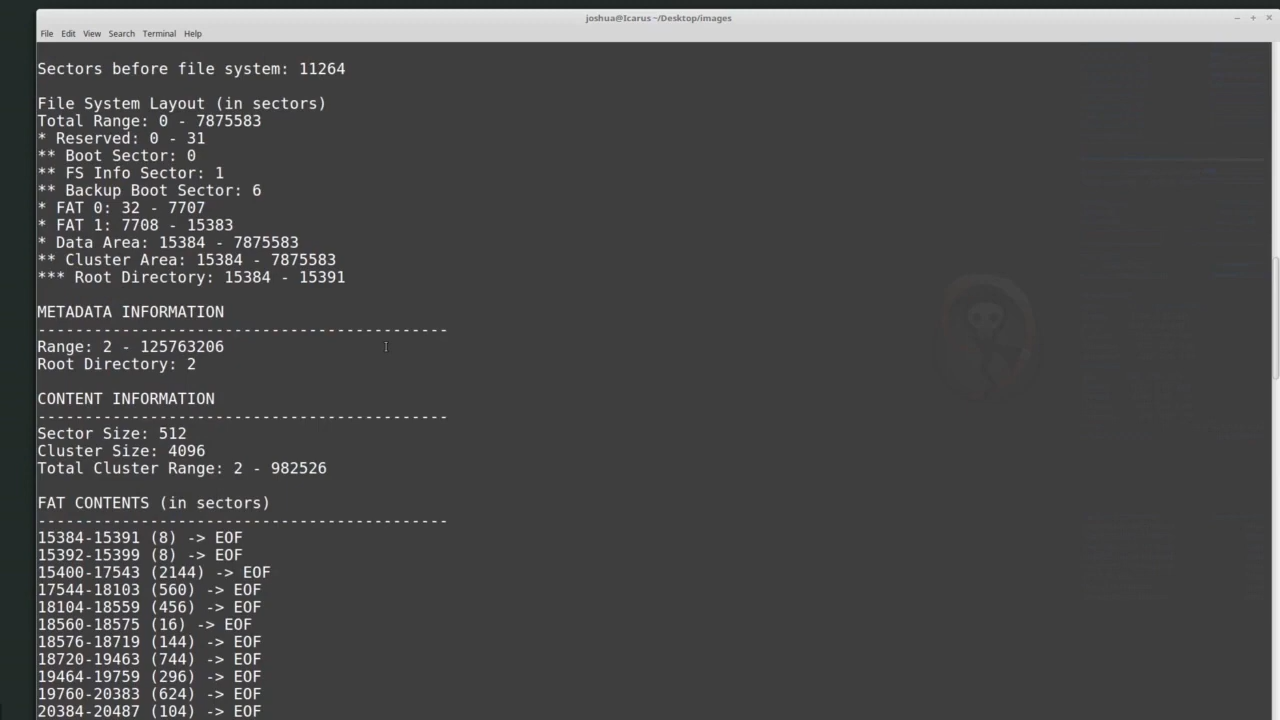 joshua@Icarus ~/Desktop/images
File Edit View Search Terminal Help
Sectors before file system: 11264
File System Layout (in sectors)
Total Range: 0 - 7875583
* Reserved: 0 - 31
** Boot Sector: 0
** FS Info Sector: 1
** Backup Boot Sector: 6
* FAT 0: 32 - 7707
* FAT 1: 7708 - 15383
* Data Area: 15384 - 7875583
** Cluster Area: 15384 - 7875583
*** Root Directory: 15384 - 15391
METADATA INFORMATION
--------------------------------------------
Range: 2 - 125763206
Root Directory: 2
CONTENT INFORMATION
--------------------------------------------
Sector Size: 512
Cluster Size: 4096
Total Cluster Range: 2 - 982526
FAT CONTENTS (in sectors)
--------------------------------------------
15384-15391 (8) -> EOF
15392-15399 (8) -> EOF
15400-17543 (2144) -> EOF
17544-18103 (560) -> EOF
18104-18559 (456) -> EOF
18560-18575 (16) -> EOF
18576-18719 (144) -> EOF
18720-19463 (744) -> EOF
19464-19759 (296) -> EOF
19760-20383 (624) -> EOF
20384-20487 (104) -> EOF